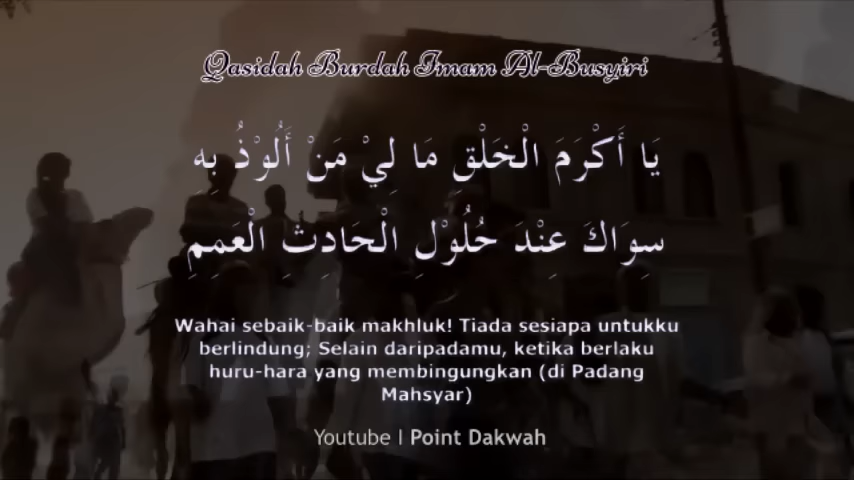 Qasidah Burdah Imam Al-Busyiri
يَا أَكْرَمَ الْخَلْقِ مَا لِيْ مَنْ أَلُوْذُ بِهِ
سِوَاكَ عِنْدَ حُلُوْلِ الْحَادِثِ الْعَمِمِ
Wahai sebaik-baik makhluk! Tiada sesiapa untukku
berlindung; Selain daripadamu, ketika berlaku
huru-hara yang membingungkan (di Padang
Mahsyar)
Youtube | Point Dakwah